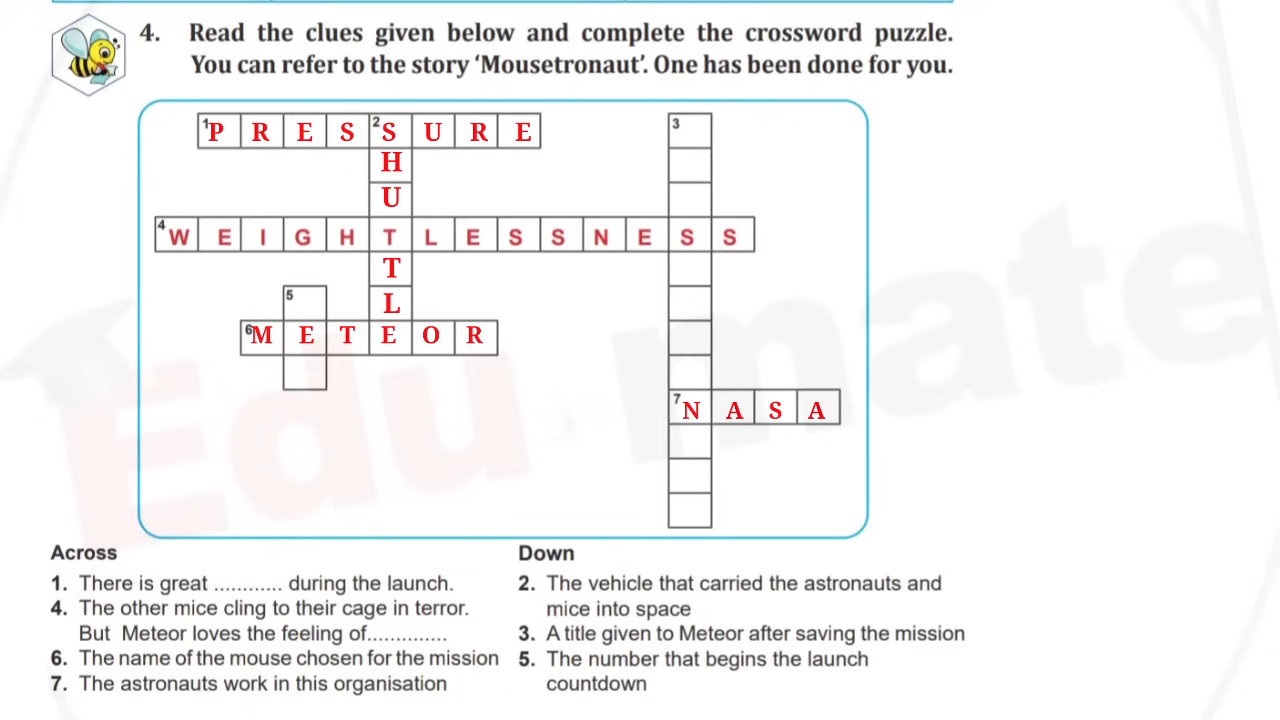 4. Read the clues given below and complete the crossword puzzle.
You can refer to the story ‘Mousetronaut’. One has been done for you.
1 P R E S 2 S U R E 3
H
U
4 W E I G H T L E S S N E S S
T
5 L
6 M E T E O R
7 N A S A
Edu mate
Across
1. There is great ............ during the launch.
4. The other mice cling to their cage in terror.
But Meteor loves the feeling of..............
6. The name of the mouse chosen for the mission
7. The astronauts work in this organisation
Down
2. The vehicle that carried the astronauts and
mice into space
3. A title given to Meteor after saving the mission
5. The number that begins the launch
countdown